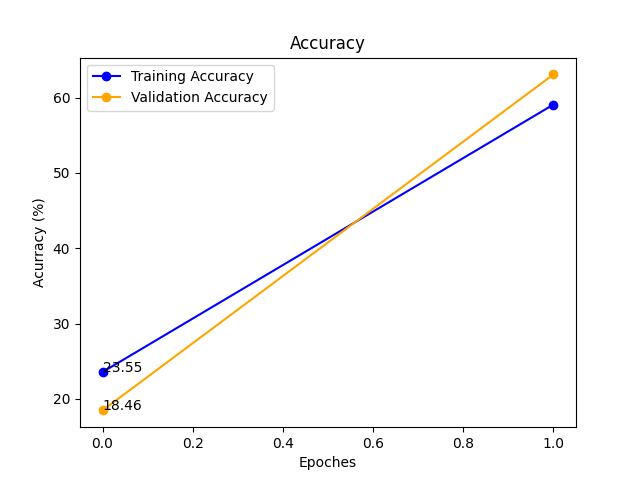 Accuracy
Training Accuracy
Validation Accuracy
60
50
40
30
20
Acurracy (%)
23.55
18.46
0.0 0.2 0.4 0.6 0.8 1.0
Epoches